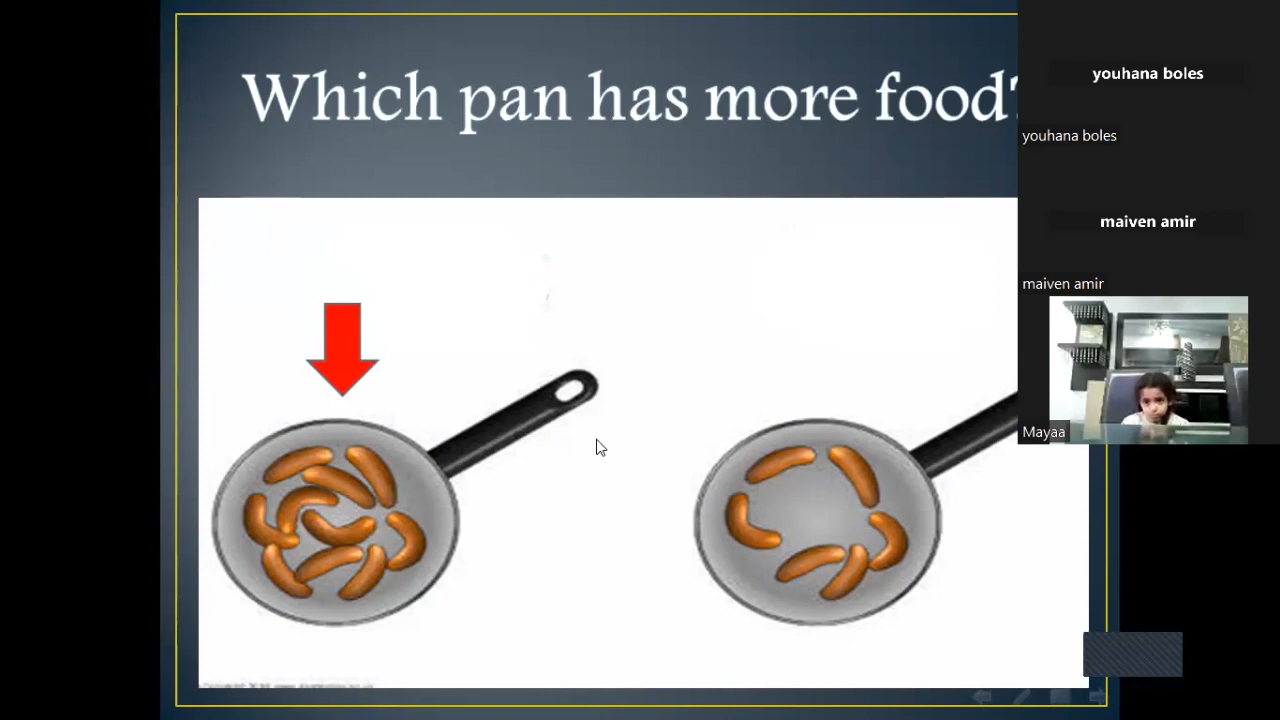 Which pan has more food?
youhana boles
youhana boles
maiven amir
maiven amir
Mayaa